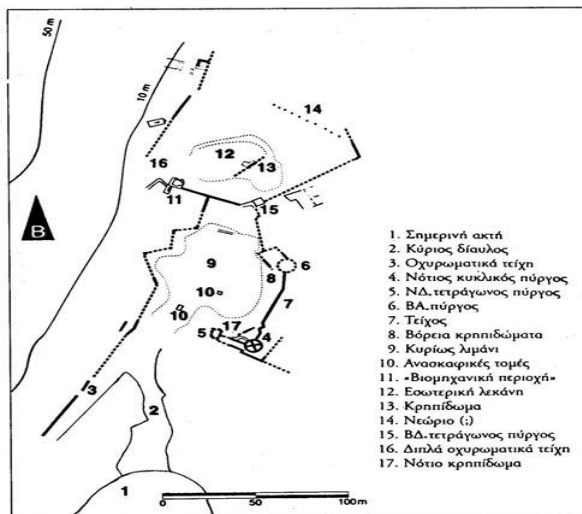 50 m
10 m
14
12
13
16
11
15
B
9
8
6
10
7
10
17
5
4
3
2
1
0 50 100 m
1. Σημερινή ακτή
2. Κύριος δίαυλος
3. Οχυρωματικά τείχη
4. Νότιος κυκλικός πύργος
5. ΝΔ.τετράγωνος πύργος
6. ΒΑ.πύργος
7. Τείχος
8. Βόρεια κρηπιδώματα
9. Κυρίως λιμάνι
10. Ανασκαφικές τομές
11. «Βιομηχανική περιοχή»
12. Εσωτερική λεκάνη
13. Κρηπίδωμα
14. Νεώριο (;)
15. ΒΔ.τετράγωνος πύργος
16. Διπλά οχυρωματικά τείχη
17. Νότιο κρηπίδωμα